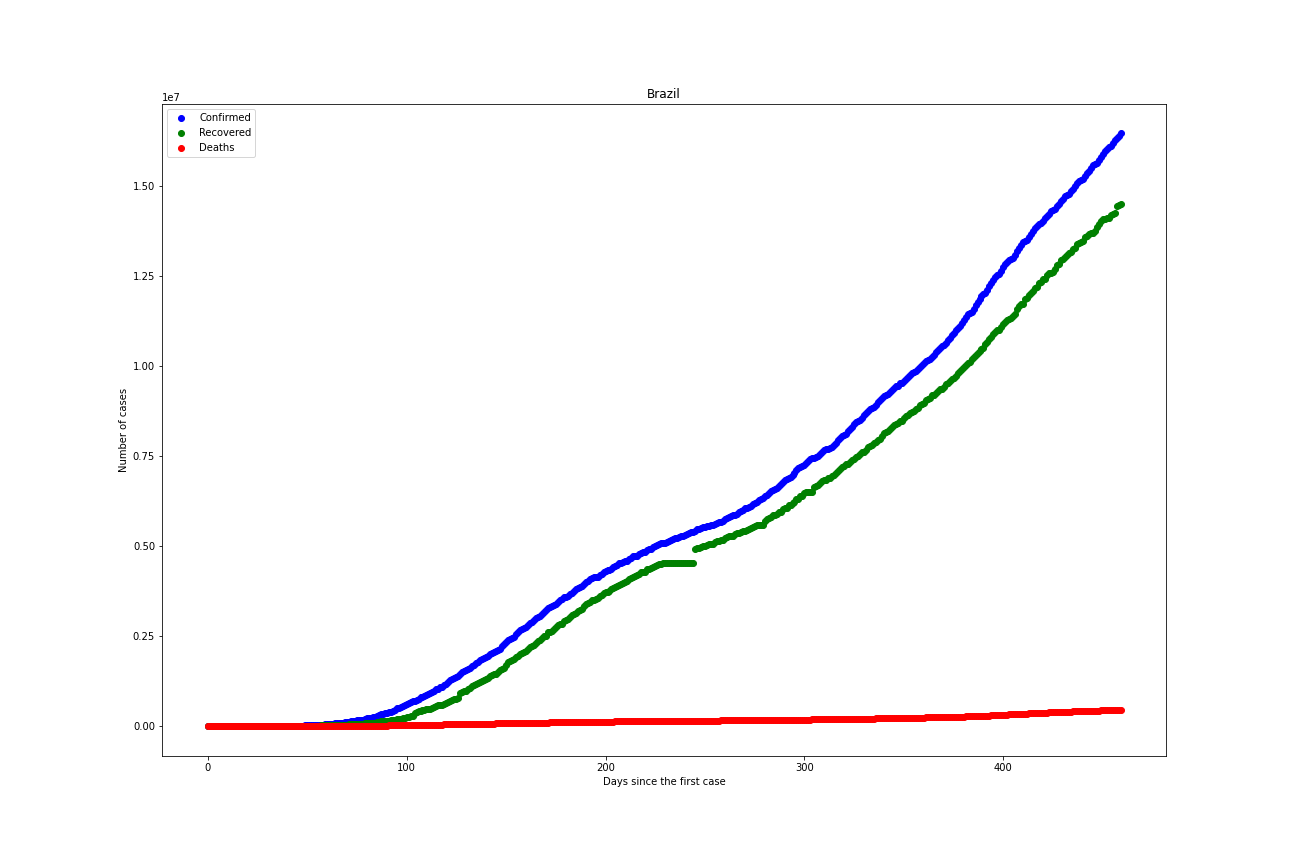 Brazil
1e7
Confirmed
Recovered
Deaths
1.50
1.25
1.00
0.75
0.50
0.25
0.00
Number of cases
0 100 200 300 400
Days since the first case